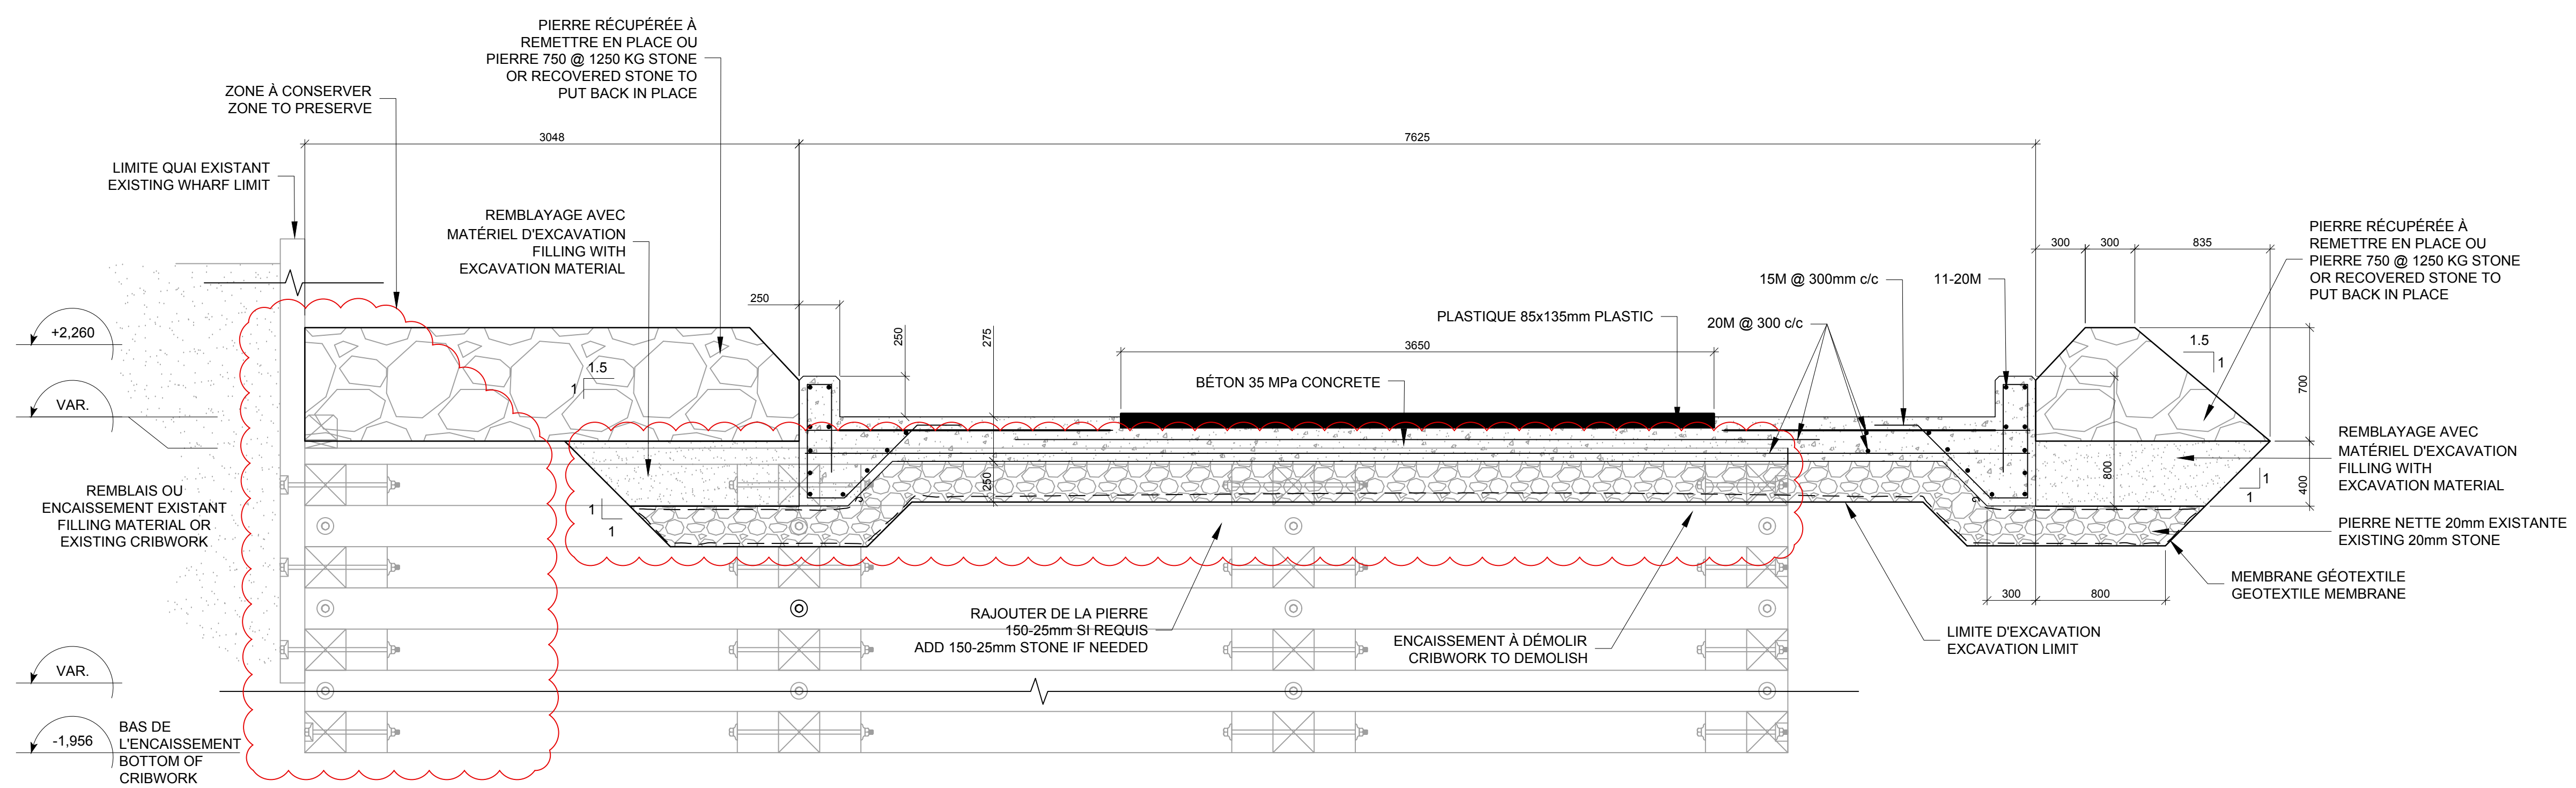 PIERRE RÉCUPÉRÉE À
REMETTRE EN PLACE OU
PIERRE 750 @ 1250 KG STONE
OR RECOVERED STONE TO
PUT BACK IN PLACE
ZONE À CONSERVER
ZONE TO PRESERVE
3048
7625
LIMITE QUAI EXISTANT
EXISTING WHARF LIMIT
REMBLAYAGE AVEC
MATÉRIEL D'EXCAVATION
FILLING WITH
EXCAVATION MATERIAL
300
300
835
PIERRE RÉCUPÉRÉE À
REMETTRE EN PLACE OU
PIERRE 750 @ 1250 KG STONE
OR RECOVERED STONE TO
PUT BACK IN PLACE
15M @ 300mm c/c
11-20M
250
PLASTIQUE 85x135mm PLASTIC
20M @ 300 c/c
+2,260
250
275
3650
1.5
1
1.5
1
BÉTON 35 MPa CONCRETE
700
VAR.
800
REMBLAYAGE AVEC
MATÉRIEL D'EXCAVATION
FILLING WITH
EXCAVATION MATERIAL
250
1
1
400
REMBLAIS OU
ENCAISSEMENT EXISTANT
FILLING MATERIAL OR
EXISTING CRIBWORK
1
1
PIERRE NETTE 20mm EXISTANTE
EXISTING 20mm STONE
MEMBRANE GÉOTEXTILE
GEOTEXTILE MEMBRANE
300
800
RAJOUTER DE LA PIERRE
150-25mm SI REQUIS
ADD 150-25mm STONE IF NEEDED
ENCAISSEMENT À DÉMOLIR
CRIBWORK TO DEMOLISH
LIMITE D'EXCAVATION
EXCAVATION LIMIT
VAR.
-1,956
BAS DE
L'ENCAISSEMENT
BOTTOM OF
CRIBWORK